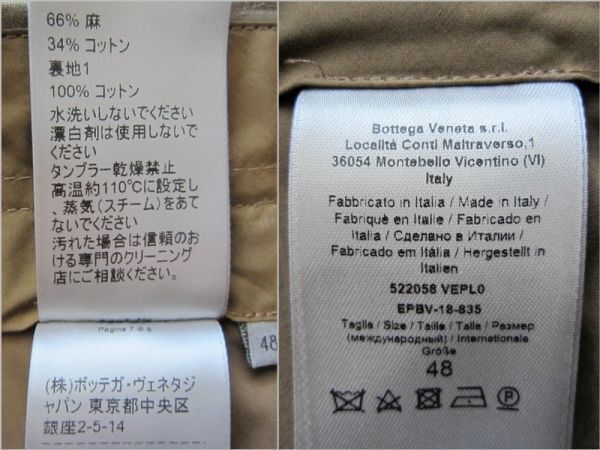 66% 麻
34% コットン
裏地1
100% コットン
水洗いしないでください
漂白剤は使用しないで
ください
タンブラー乾燥禁止
高温約110℃に設定し
、蒸気(スチーム)をあて
ないでください
汚れた場合は信頼のお
ける専門のクリーニング
店にご相談ください。
Pagina 7 di 8
48
(株)ボッテガ・ヴェネタジ
ャパン 東京都中央区
銀座2-5-14
Bottega Veneta s.r.l.
Località Conti Maltraverso,1
36054 Montebello Vicentino (VI)
Italy
Fabbricato in Italia / Made in Italy /
Fabriqué en Italie / Fabricado en
Italia / Сделано в Италии /
Fabricado em Itália / Hergestellt in
Italien
522058 VEPL0
EPBV-18-835
Taglia / Size / Taille / Talla / Размер
(международный) / Internationale
Größe
48